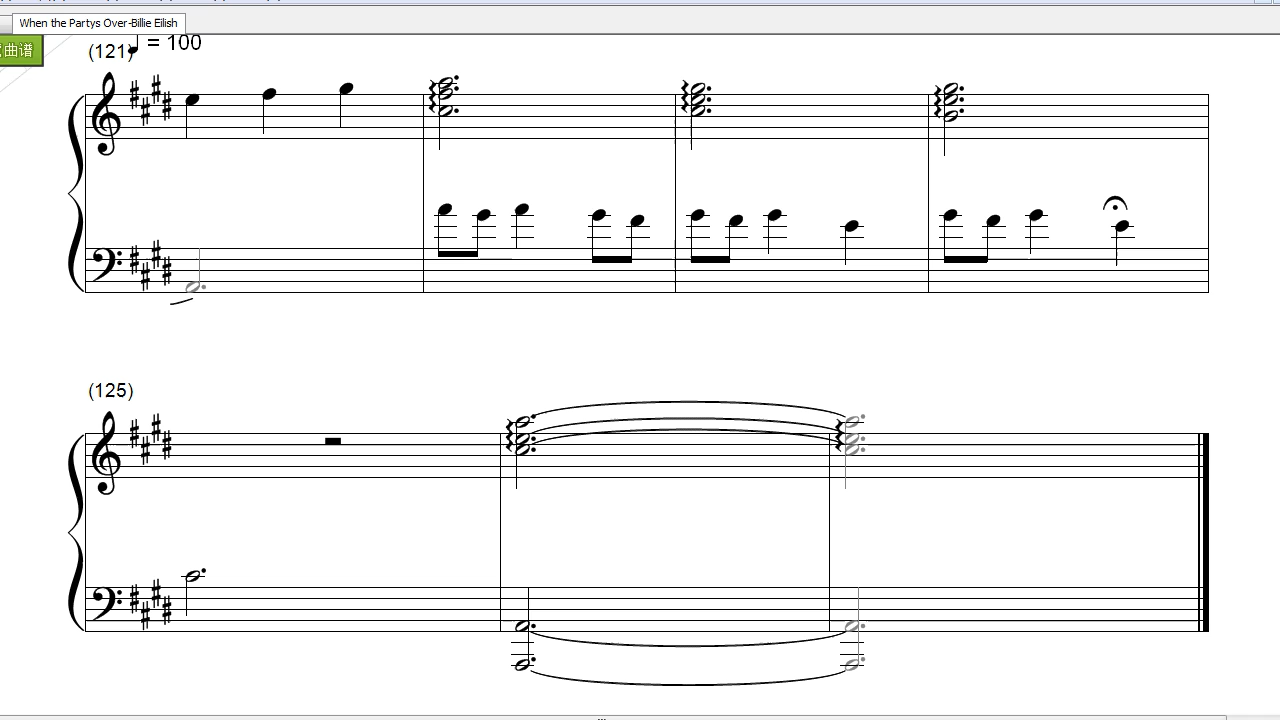 When the Partys Over-Billie Eilish
曲谱
(121)
= 100
(125)